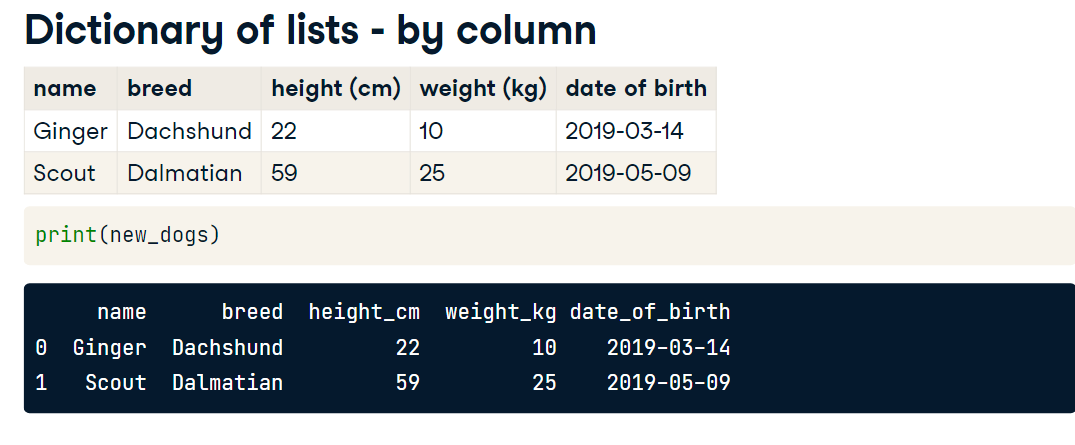 Dictionary of lists - by column
name breed height (cm) weight (kg) date of birth
Ginger Dachshund 22 10 2019-03-14
Scout Dalmatian 59 25 2019-05-09
print(new_dogs)
name breed height_cm weight_kg date_of_birth
0 Ginger Dachshund 22 10 2019-03-14
1 Scout Dalmatian 59 25 2019-05-09